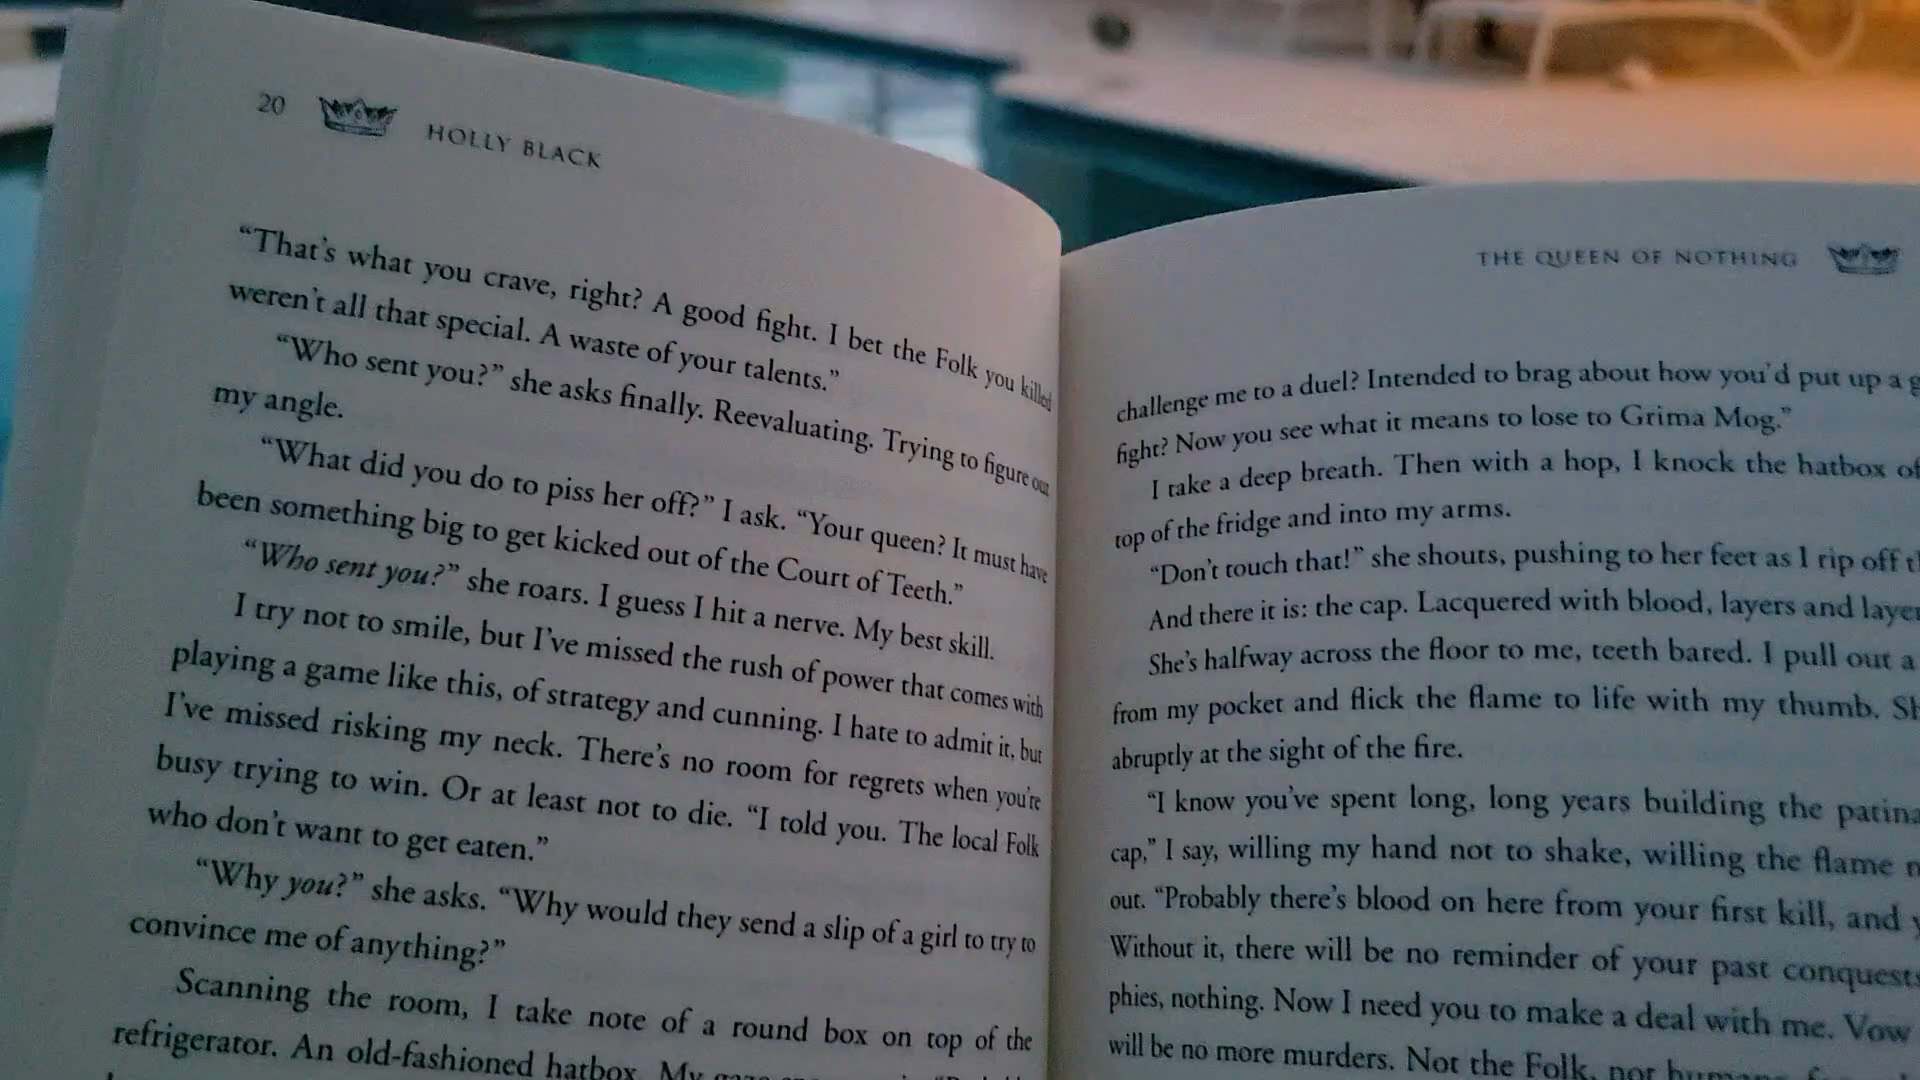 20 HOLLY BLACK
“That’s what you crave, right? A good fight. I bet the Folk you killed
weren’t all that special. A waste of your talents.”
“Who sent you?” she asks finally. Reevaluating. Trying to figure out
my angle.
“What did you do to piss her off?” I ask. “Your queen? It must have
been something big to get kicked out of the Court of Teeth.”
“Who sent you?” she roars. I guess I hit a nerve. My best skill.
I try not to smile, but I’ve missed the rush of power that comes with
playing a game like this, of strategy and cunning. I hate to admit it, but
I’ve missed risking my neck. There’s no room for regrets when you’re
busy trying to win. Or at least not to die. “I told you. The local Folk
who don’t want to get eaten.”
“Why you?” she asks. “Why would they send a slip of a girl to try to
convince me of anything?”
Scanning the room, I take note of a round box on top of the
refrigerator. An old-fashioned hatbox. My
THE QUEEN OF NOTHING
challenge me to a duel? Intended to brag about how you’d put up a
fight? Now you see what it means to lose to Grima Mog.”
I take a deep breath. Then with a hop, I knock the hatbox
top of the fridge and into my arms.
“Don’t touch that!” she shouts, pushing to her feet as I rip off
And there it is: the cap. Lacquered with blood, layers and
She’s halfway across the floor to me, teeth bared. I pull out a
from my pocket and flick the flame to life with my thumb.
abruptly at the sight of the fire.
“I know you’ve spent long, long years building the
cap,” I say, willing my hand not to shake, willing the flame
out. “Probably there’s blood on here from your first kill, and
Without it, there will be no reminder of your past
phies, nothing. Now I need you to make a deal with me. Vow
will be no more murders. Not the Folk, nor